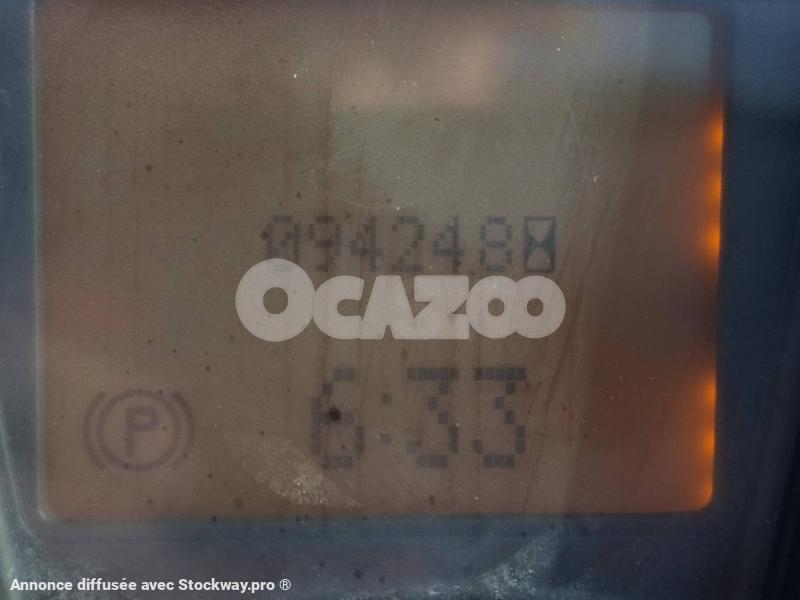 094248
OCAZOO
6:33
P
Annonce diffusée avec Stockway.pro ®